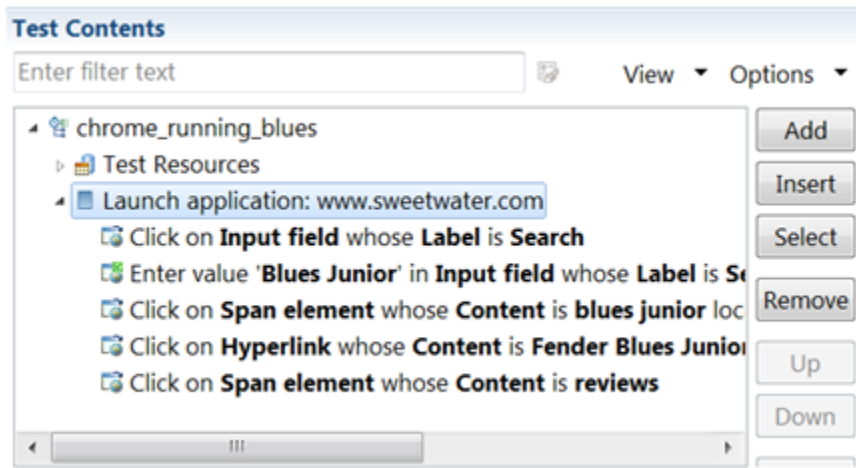 Test Contents
Enter filter text
View Options
chrome_running_blues
Test Resources
Launch application: www.sweetwater.com
Click on Input field whose Label is Search
Enter value 'Blues Junior' in Input field whose Label is
Click on Span element whose Content is blues junior loc
Click on Hyperlink whose Content is Fender Blues Junior
Click on Span element whose Content is reviews
Add
Insert
Select
Remove
Up
Down